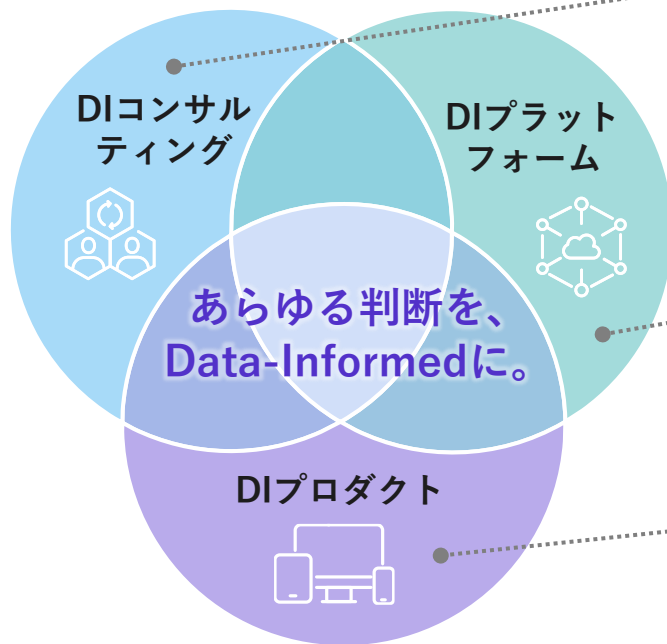 DIコンサル
ティング
DIプラット
フォーム
あらゆる判断を、
Data-Informedに。
DIプロダクト